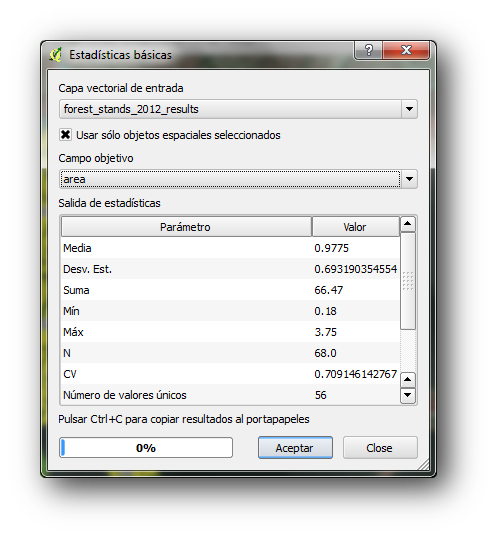 Estadísticas básicas
Capa vectorial de entrada
forest_stands_2012_results
Usar sólo objetos espaciales seleccionados
Campo objetivo
area
Salida de estadísticas
Parámetro Valor
Media 0.9775
Desv. Est. 0.693190354554
Suma 66.47
Mín 0.18
Máx 3.75
N 68.0
CV 0.709146142767
Número de valores únicos 56
Pulsar Ctrl+C para copiar resultados al portapapeles
0% Aceptar Close